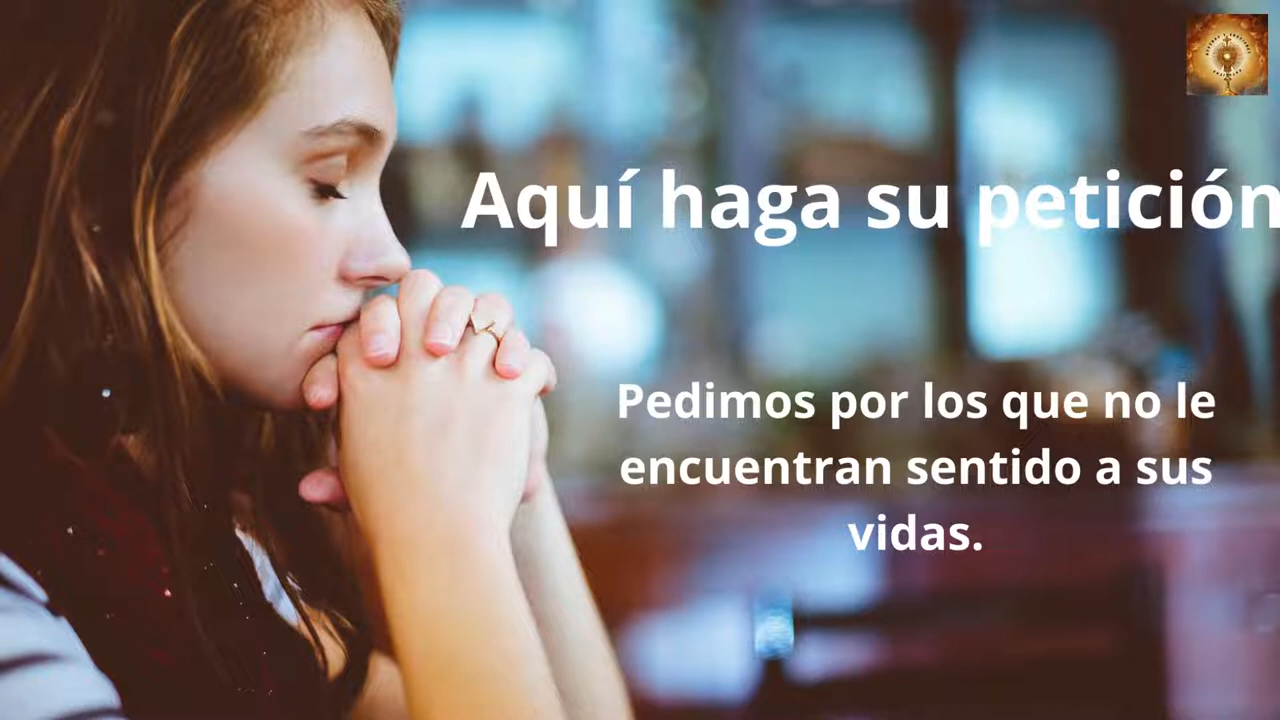 Aquí haga su petición
Pedimos por los que no le
encuentran sentido a sus
vidas.